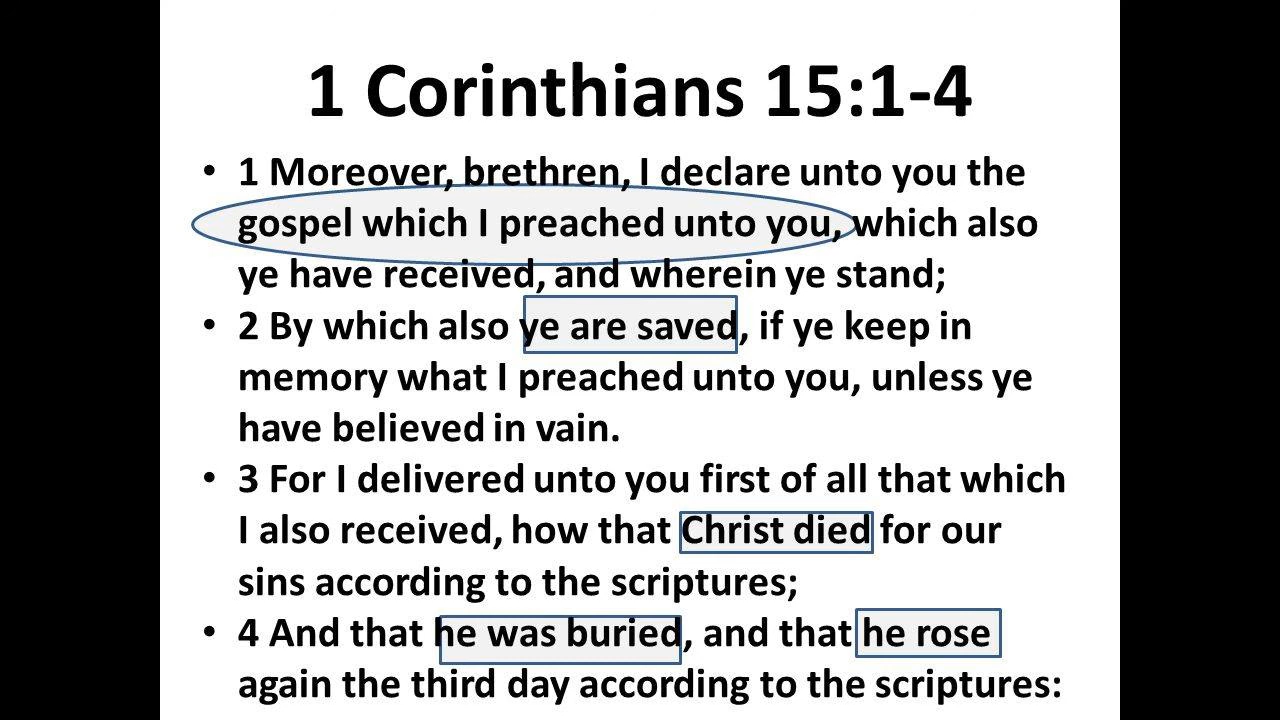 1 Corinthians 15:1-4
• 1 Moreover, brethren, I declare unto you the
gospel which I preached unto you, which also
ye have received, and wherein ye stand;
• 2 By which also ye are saved, if ye keep in
memory what I preached unto you, unless ye
have believed in vain.
• 3 For I delivered unto you first of all that which
I also received, how that Christ died for our
sins according to the scriptures;
• 4 And that he was buried, and that he rose
again the third day according to the scriptures: